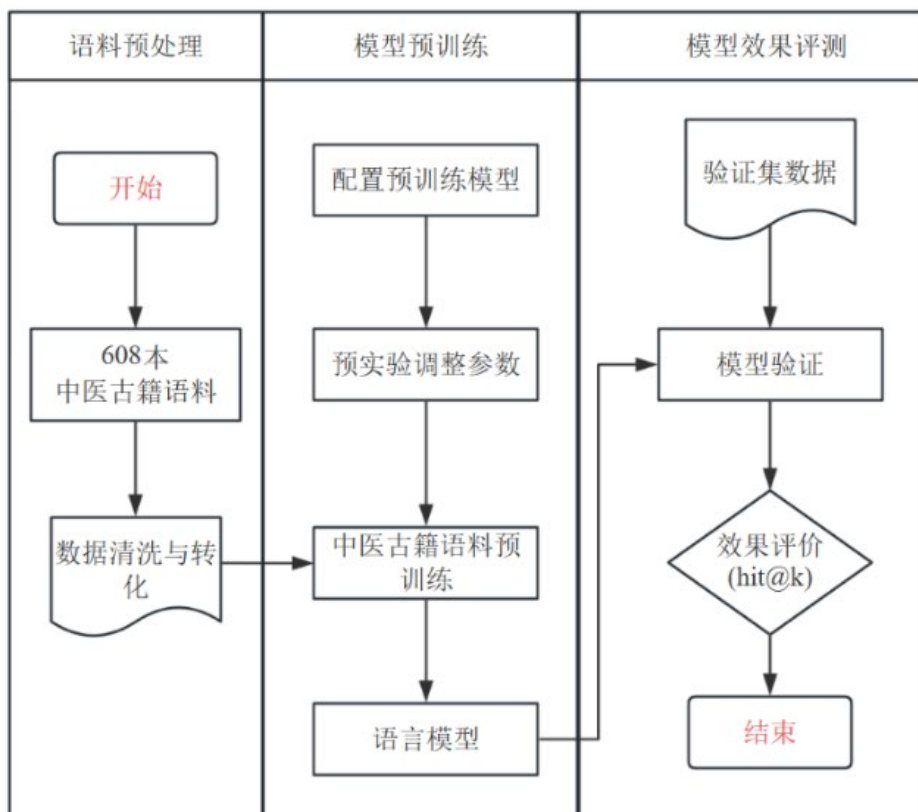 语料预处理
模型预训练
模型效果评测
开始
608本
中医古籍语料
数据清洗与转
化
配置预训练模型
预实验调整参数
中医古籍语料预
训练
语言模型
验证集数据
模型验证
效果评价
(hit@k)
结束